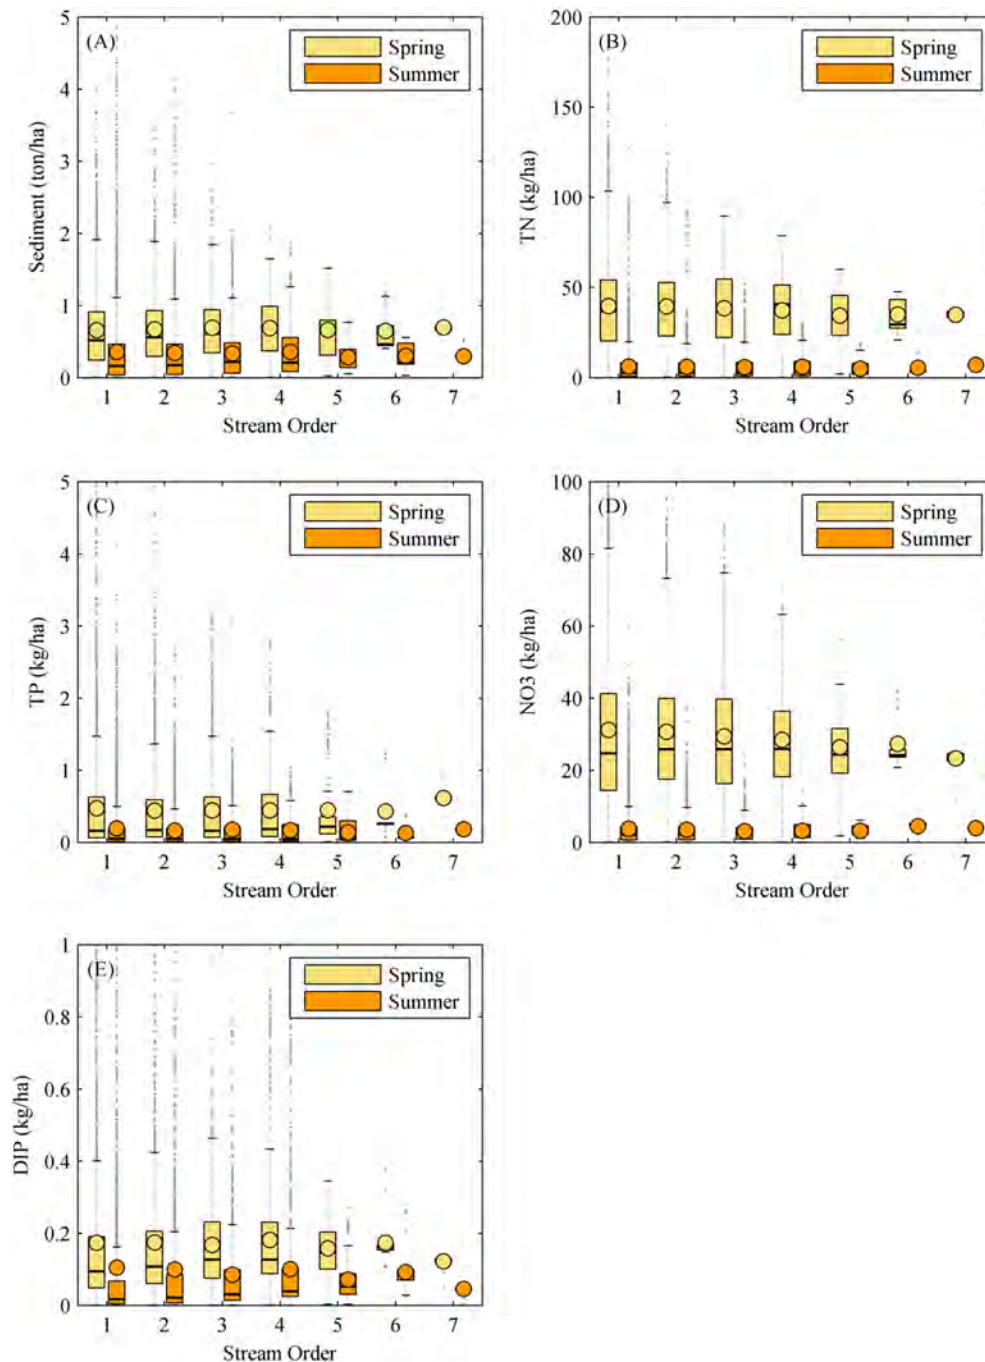 (A)
Spring
Summer
Sediment (ton/ha)
5
4
3
2
1
0
1 2 3 4 5 6 7
Stream Order
(B)
Spring
Summer
TN (kg/ha)
200
150
100
50
0
1 2 3 4 5 6 7
Stream Order
(C)
Spring
Summer
TP (kg/ha)
5
4
3
2
1
0
1 2 3 4 5 6 7
Stream Order
(D)
Spring
Summer
NO3 (kg/ha)
100
80
60
40
20
0
1 2 3 4 5 6 7
Stream Order
(E)
Spring
Summer
DIP (kg/ha)
1
0.8
0.6
0.4
0.2
0
1 2 3 4 5 6 7
Stream Order